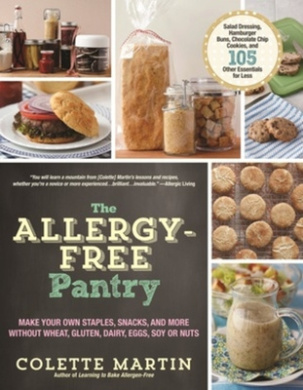 Salad Dressing,
Hamburger
Buns, Chocolate Chip
Cookies, and
105
Other Essentials
for Less
"You will learn a mountain from [Colette] Martin's lessons and recipes,
whether you're a novice or more experienced...brilliant...invaluable." —Allergic Living
The
ALLERGY-
FREE
Pantry
MAKE YOUR OWN STAPLES, SNACKS, AND MORE
WITHOUT WHEAT, GLUTEN, DAIRY, EGGS, SOY OR NUTS
COLETTE MARTIN
Author of Learning to Bake Allergen-Free